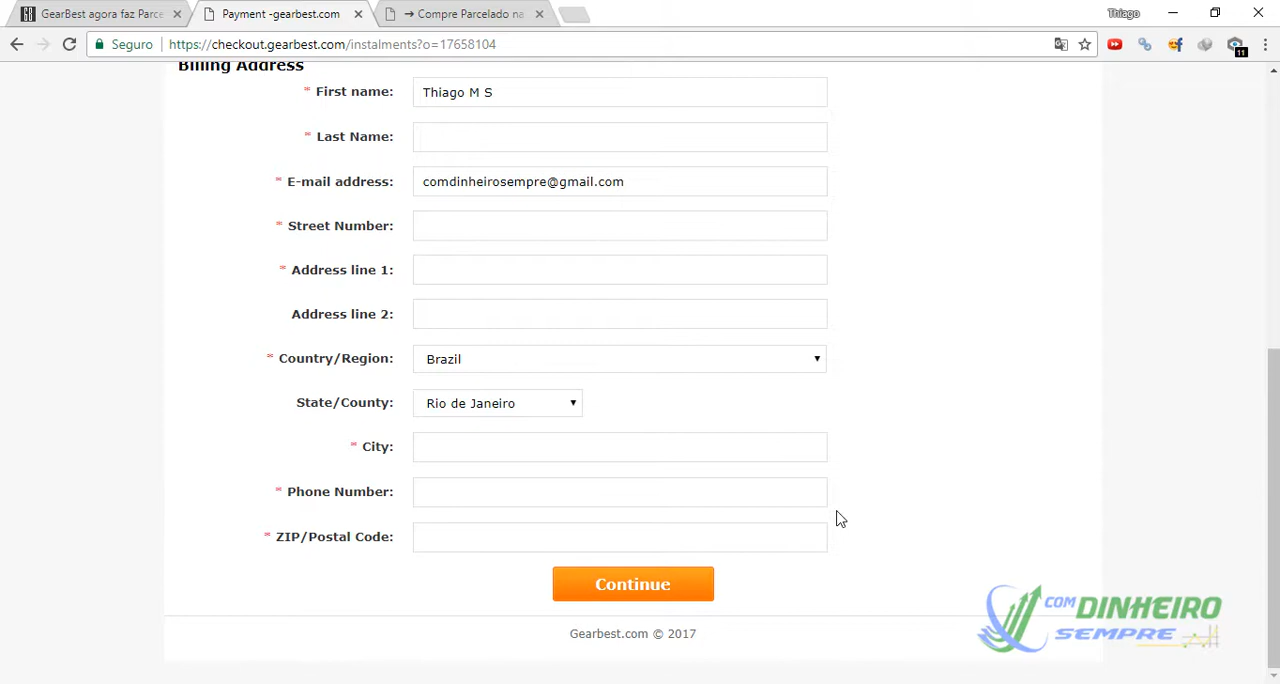 GearBest agora faz Parce
Payment -gearbest.com
→ Compre Parcelado na
Thiago
Seguro
https://checkout.gearbest.com/instalments?o=17658104
11
Billing Address
* First name: Thiago M S
* Last Name:
* E-mail address: comdinheirosempre@gmail.com
* Street Number:
* Address line 1:
Address line 2:
* Country/Region: Brazil
State/County: Rio de Janeiro
* City:
* Phone Number:
* ZIP/Postal Code:
Continue
COM DINHEIRO
SEMPRE
Gearbest.com © 2017